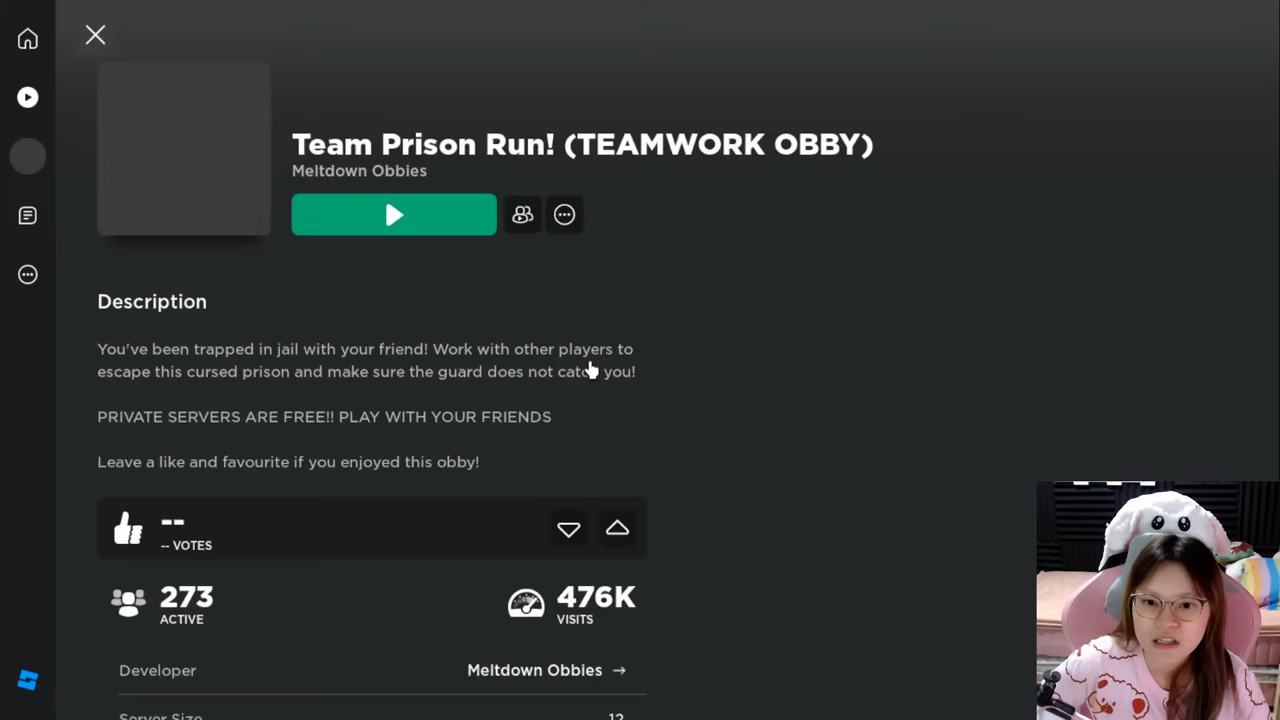 Team Prison Run! (TEAMWORK OBBY)
Meltdown Obbies
Description
You've been trapped in jail with your friend! Work with other players to
escape this cursed prison and make sure the guard does not catch you!
PRIVATE SERVERS ARE FREE!! PLAY WITH YOUR FRIENDS
Leave a like and favourite if you enjoyed this obby!
--
-- VOTES
273
ACTIVE
476K
VISITS
Developer
Meltdown Obbies →
Server Size
12